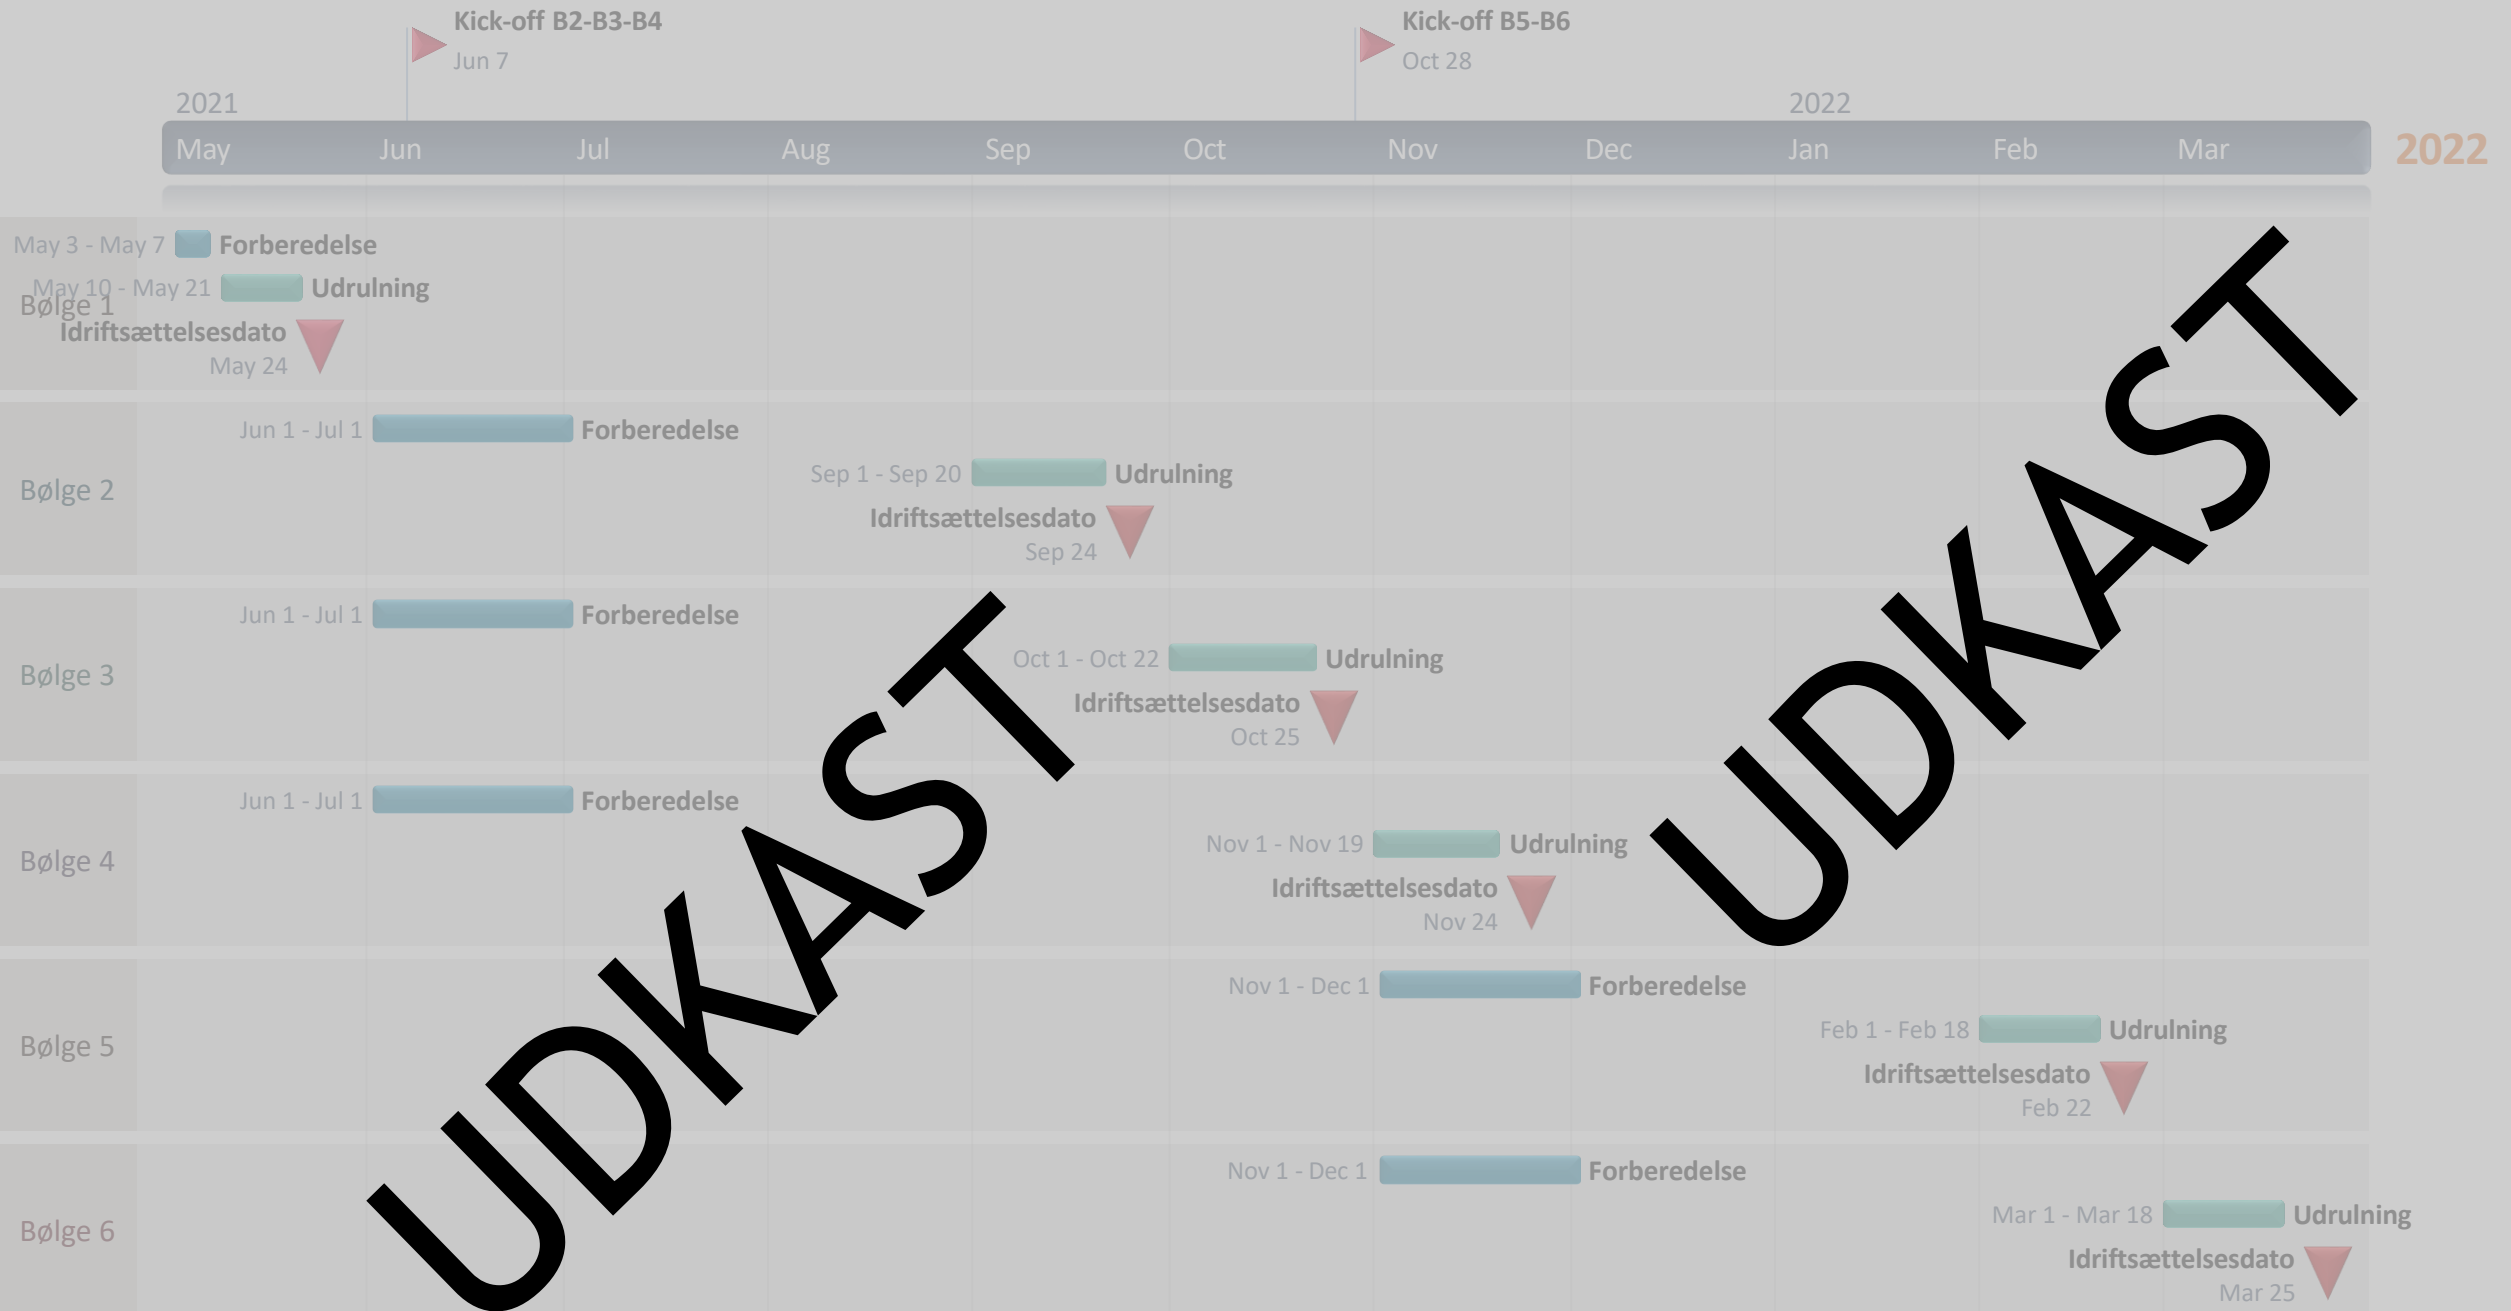 Kick-off B2-B3-B4
Jun 7
Kick-off B5-B6
Oct 28
2021
2022
May Jun Jul Aug Sep Oct Nov Dec Jan Feb Mar
2022
Bølge 1
May 3 - May 7 Forberedelse
May 10 - May 21 Udrulning
Idriftsættelsesdato
May 24
Bølge 2
Jun 1 - Jul 1 Forberedelse
Sep 1 - Sep 20 Udrulning
Idriftsættelsesdato
Sep 24
Bølge 3
Jun 1 - Jul 1 Forberedelse
Oct 1 - Oct 22 Udrulning
Idriftsættelsesdato
Oct 25
Bølge 4
Jun 1 - Jul 1 Forberedelse
Nov 1 - Nov 19 Udrulning
Idriftsættelsesdato
Nov 24
Bølge 5
Nov 1 - Dec 1 Forberedelse
Feb 1 - Feb 18 Udrulning
Idriftsættelsesdato
Feb 22
Bølge 6
Nov 1 - Dec 1 Forberedelse
Mar 1 - Mar 18 Udrulning
Idriftsættelsesdato
Mar 25
UDKAST
UDKAST